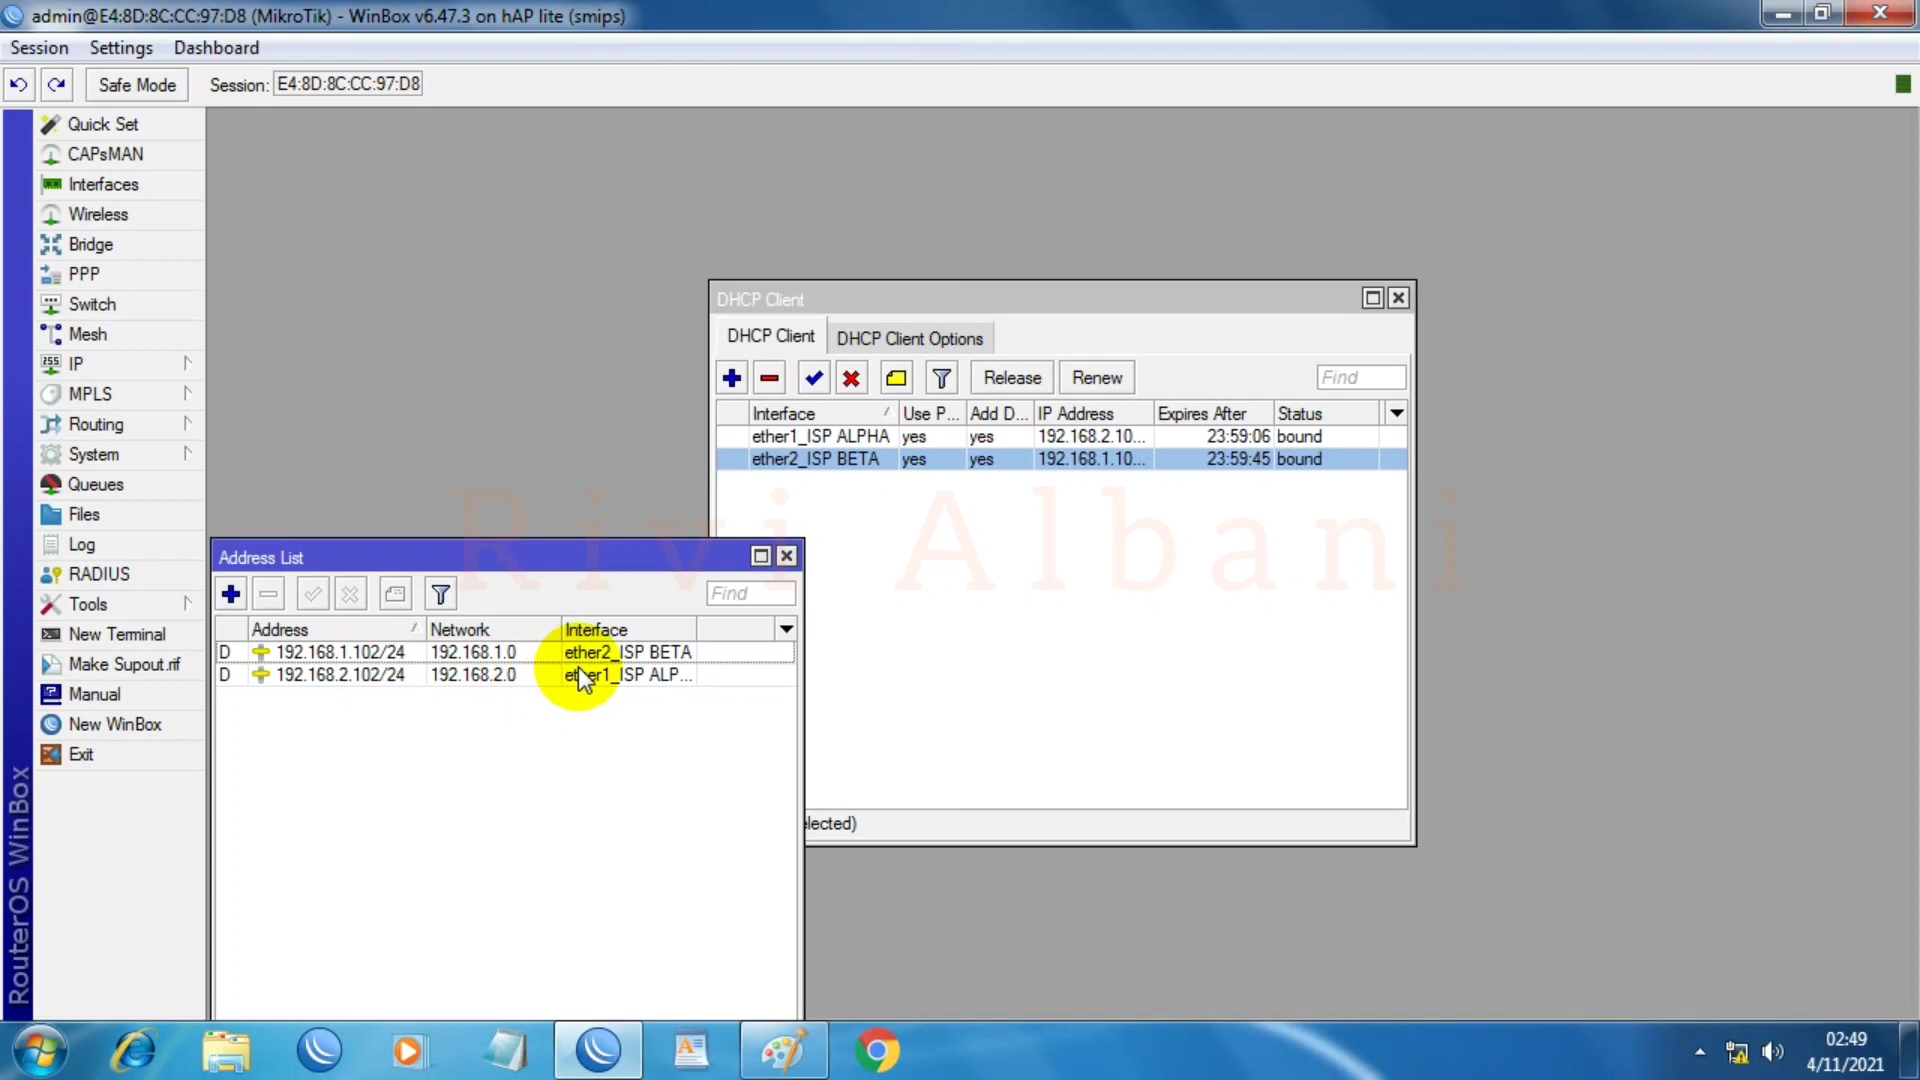 admin@E4:8D:8C:CC:97:D8 (MikroTik) - WinBox v6.47.3 on hAP lite (smips)
Session Settings Dashboard
Safe Mode Session: E4:8D:8C:CC:97:D8
Quick Set
CAPsMAN
Interfaces
Wireless
Bridge
PPP
Switch
Mesh
IP
MPLS
Routing
System
Queues
Files
Log
RADIUS
Tools
New Terminal
Make Supout.rif
Manual
New WinBox
Exit
RouterOS WinBox
DHCP Client
DHCP Client DHCP Client Options
Release Renew Find
Interface Use P... Add D... IP Address Expires After Status
ether1_ISP ALPHA yes yes 192.168.2.10... 23:59:06 bound
ether2_ISP BETA yes yes 192.168.1.10... 23:59:45 bound
elected)
Rivi Albani
Address List
Find
Address Network Interface
D 192.168.1.102/24 192.168.1.0 ether2_ISP BETA
D 192.168.2.102/24 192.168.2.0 ether1_ISP ALP...
02:49
4/11/2021